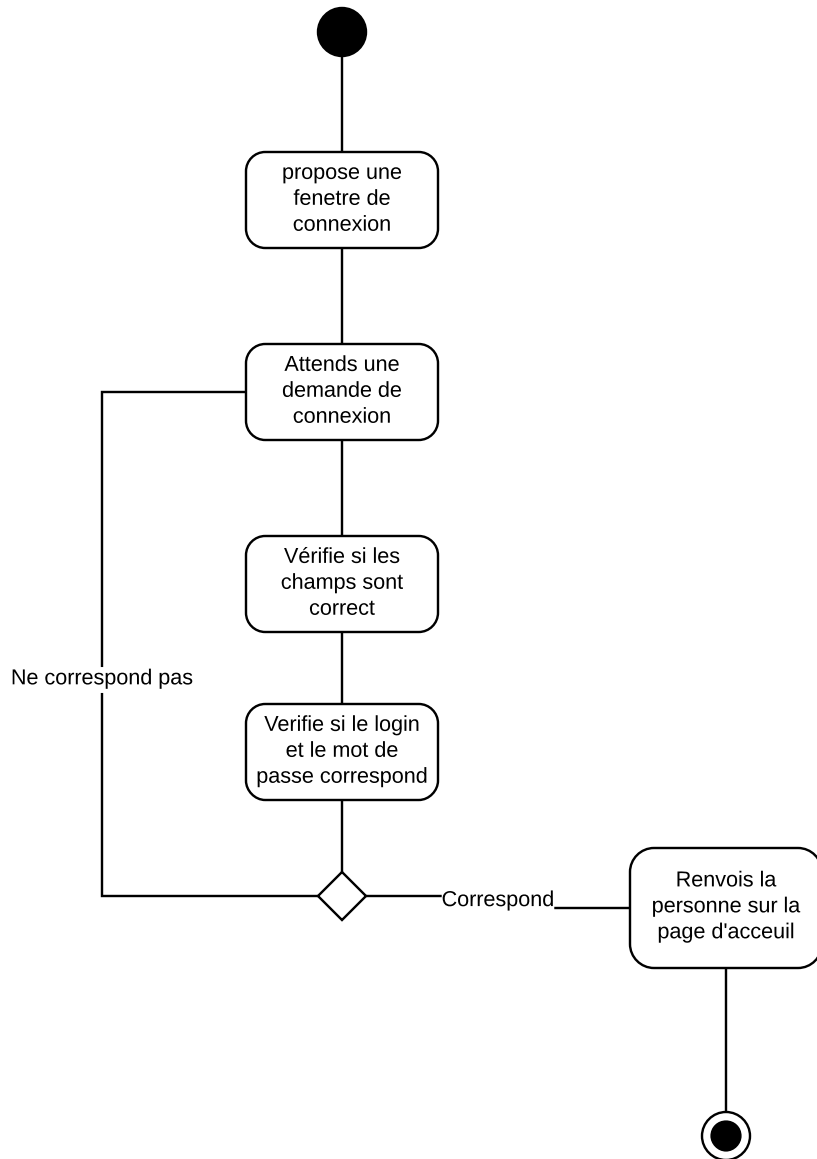 propose une
fenetre de
connexion
Attends une
demande de
connexion
Vérifie si les
champs sont
correct
Ne correspond pas
Verifie si le login
et le mot de
passe correspond
Correspond
Renvois la
personne sur la
page d'acceuil